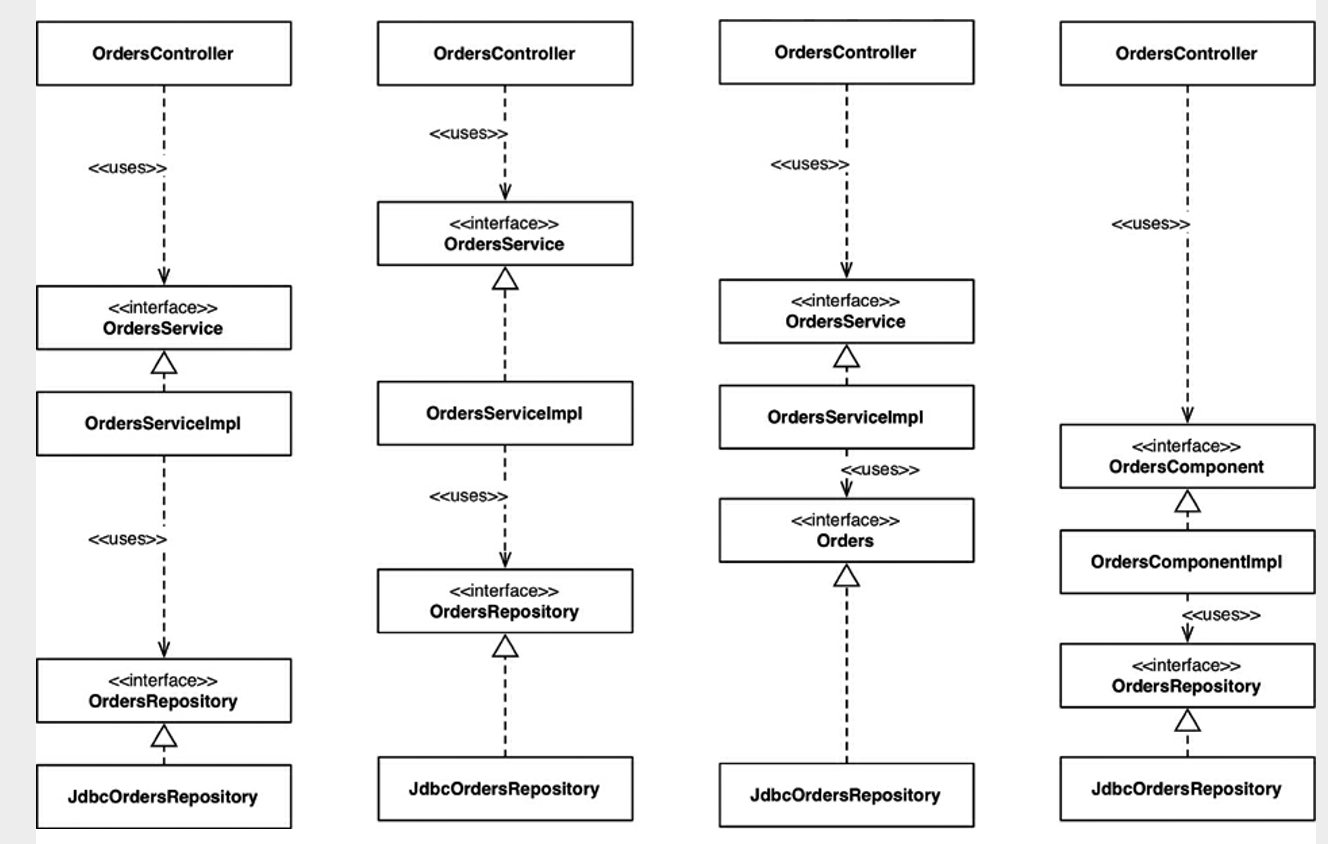 OrdersController
<<uses>>
<<interface>>
OrdersService
OrdersServiceImpl
<<uses>>
<<interface>>
OrdersRepository
JdbcOrdersRepository
OrdersController
<<uses>>
<<interface>>
OrdersService
OrdersServiceImpl
<<uses>>
<<interface>>
OrdersRepository
JdbcOrdersRepository
OrdersController
<<uses>>
<<interface>>
OrdersService
OrdersServiceImpl
<<uses>>
<<interface>>
Orders
JdbcOrdersRepository
OrdersController
<<uses>>
<<interface>>
OrdersComponent
OrdersComponentImpl
<<uses>>
<<interface>>
OrdersRepository
JdbcOrdersRepository